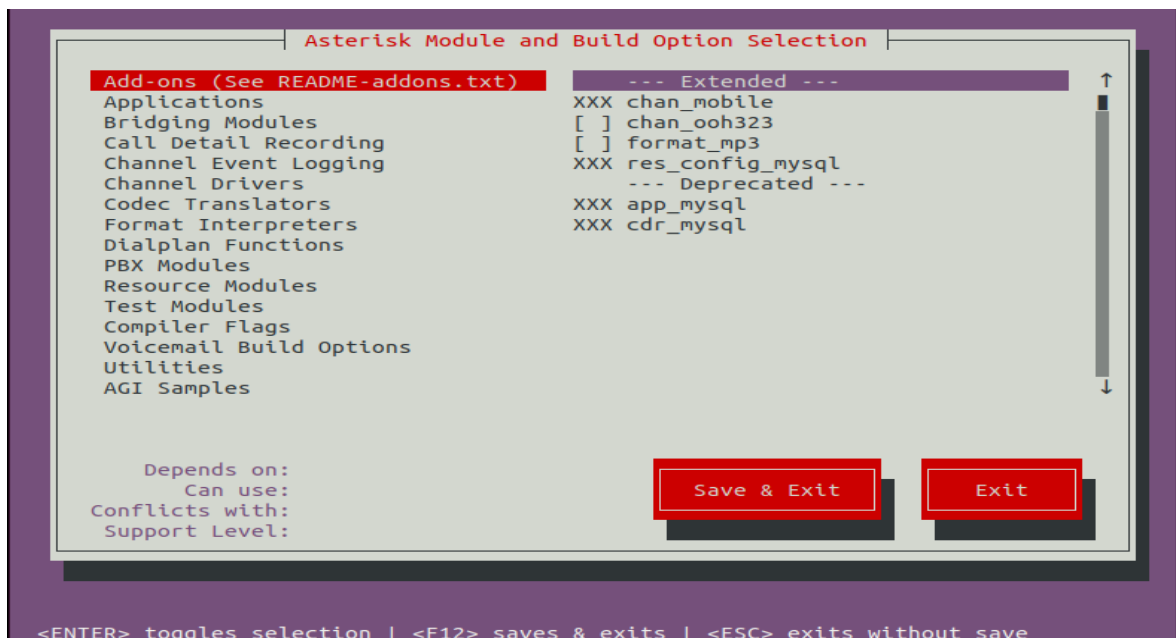 Asterisk Module and Build Option Selection
Add-ons (See README-addons.txt) --- Extended ---
Applications XXX chan_mobile
Bridging Modules [ ] chan_ooh323
Call Detail Recording [ ] format_mp3
Channel Event Logging XXX res_config_mysql
Channel Drivers --- Deprecated ---
Codec Translators XXX app_mysql
Format Interpreters XXX cdr_mysql
Dialplan Functions
PBX Modules
Resource Modules
Test Modules
Compiler Flags
Voicemail Build Options
Utilities
AGI Samples
Depends on:
Can use: Save & Exit Exit
Conflicts with:
Support Level:
<ENTER> toggles selection | <F12> saves & exits | <ESC> exits without save